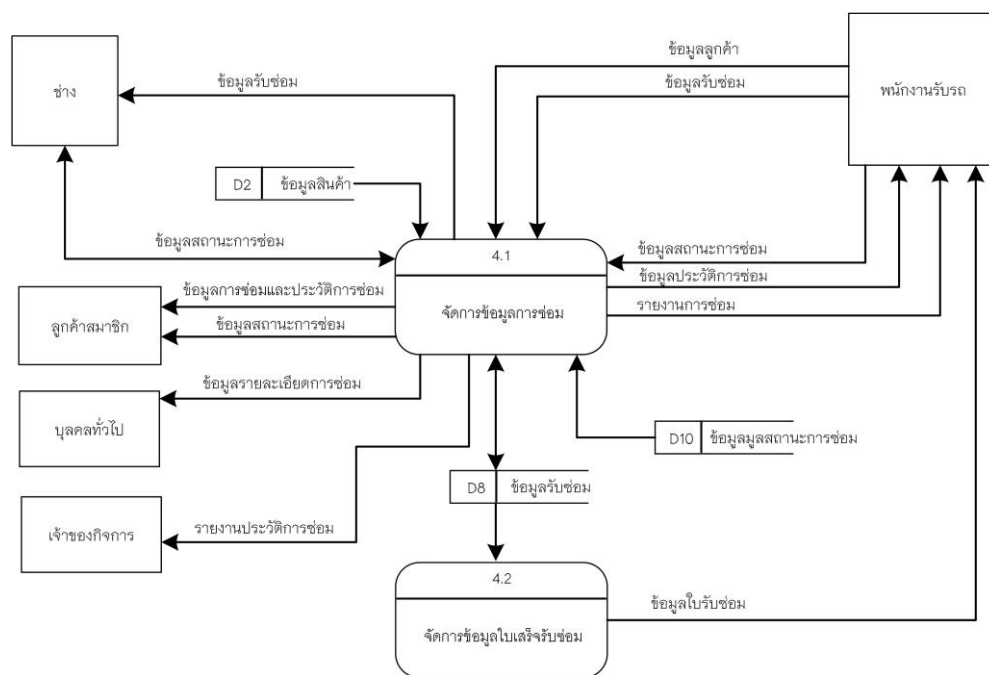 ข้อมูลลูกค้า
ข้อมูลรับซ่อม
ข้อมูลรับซ่อม
ช่าง
พนักงานรับรถ
D2 ข้อมูลสินค้า
ข้อมูลสถานะการซ่อม
ข้อมูลสถานะการซ่อม
4.1
ข้อมูลประวัติการซ่อม
ข้อมูลการซ่อมและประวัติการซ่อม
รายงานการซ่อม
จัดการข้อมูลการซ่อม
ลูกค้าสมาชิก
ข้อมูลสถานะการซ่อม
ข้อมูลรายละเอียดการซ่อม
บุลคลทั่วไป
D10 ข้อมูลมูลสถานะการซ่อม
D8 ข้อมูลรับซ่อม
เจ้าของกิจการ
รายงานประวัติการซ่อม
4.2
ข้อมูลใบรับซ่อม
จัดการข้อมูลใบเสร็จรับซ่อม